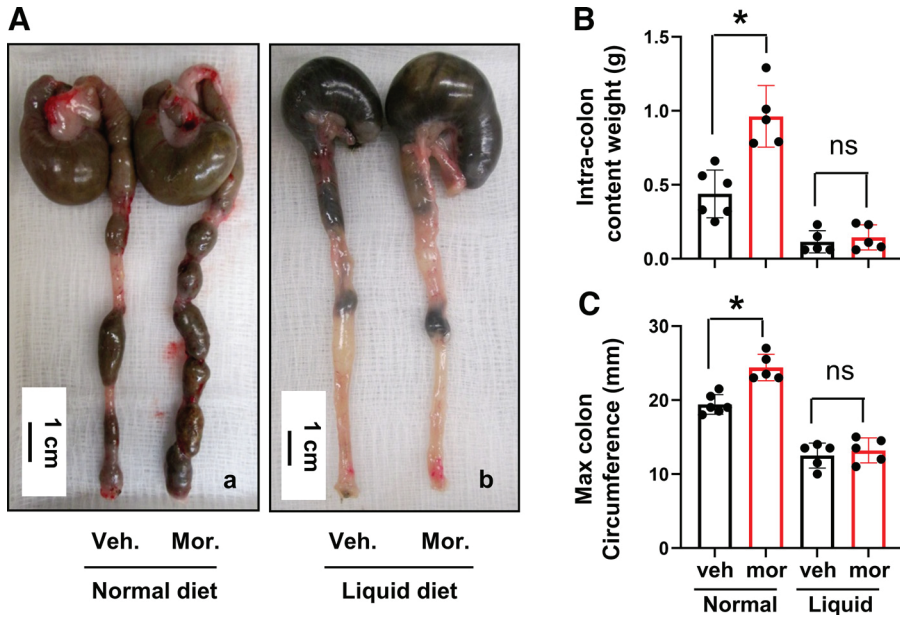 A
1 cm
a
1 cm
b
Veh. Mor.
Normal diet
Veh. Mor.
Liquid diet
B
Intra-colon
content weight (g)
1.5
1.0
0.5
0.0
*
ns
C
Max colon
Circumference (mm)
30
20
10
0
*
ns
veh mor veh mor
Normal Liquid